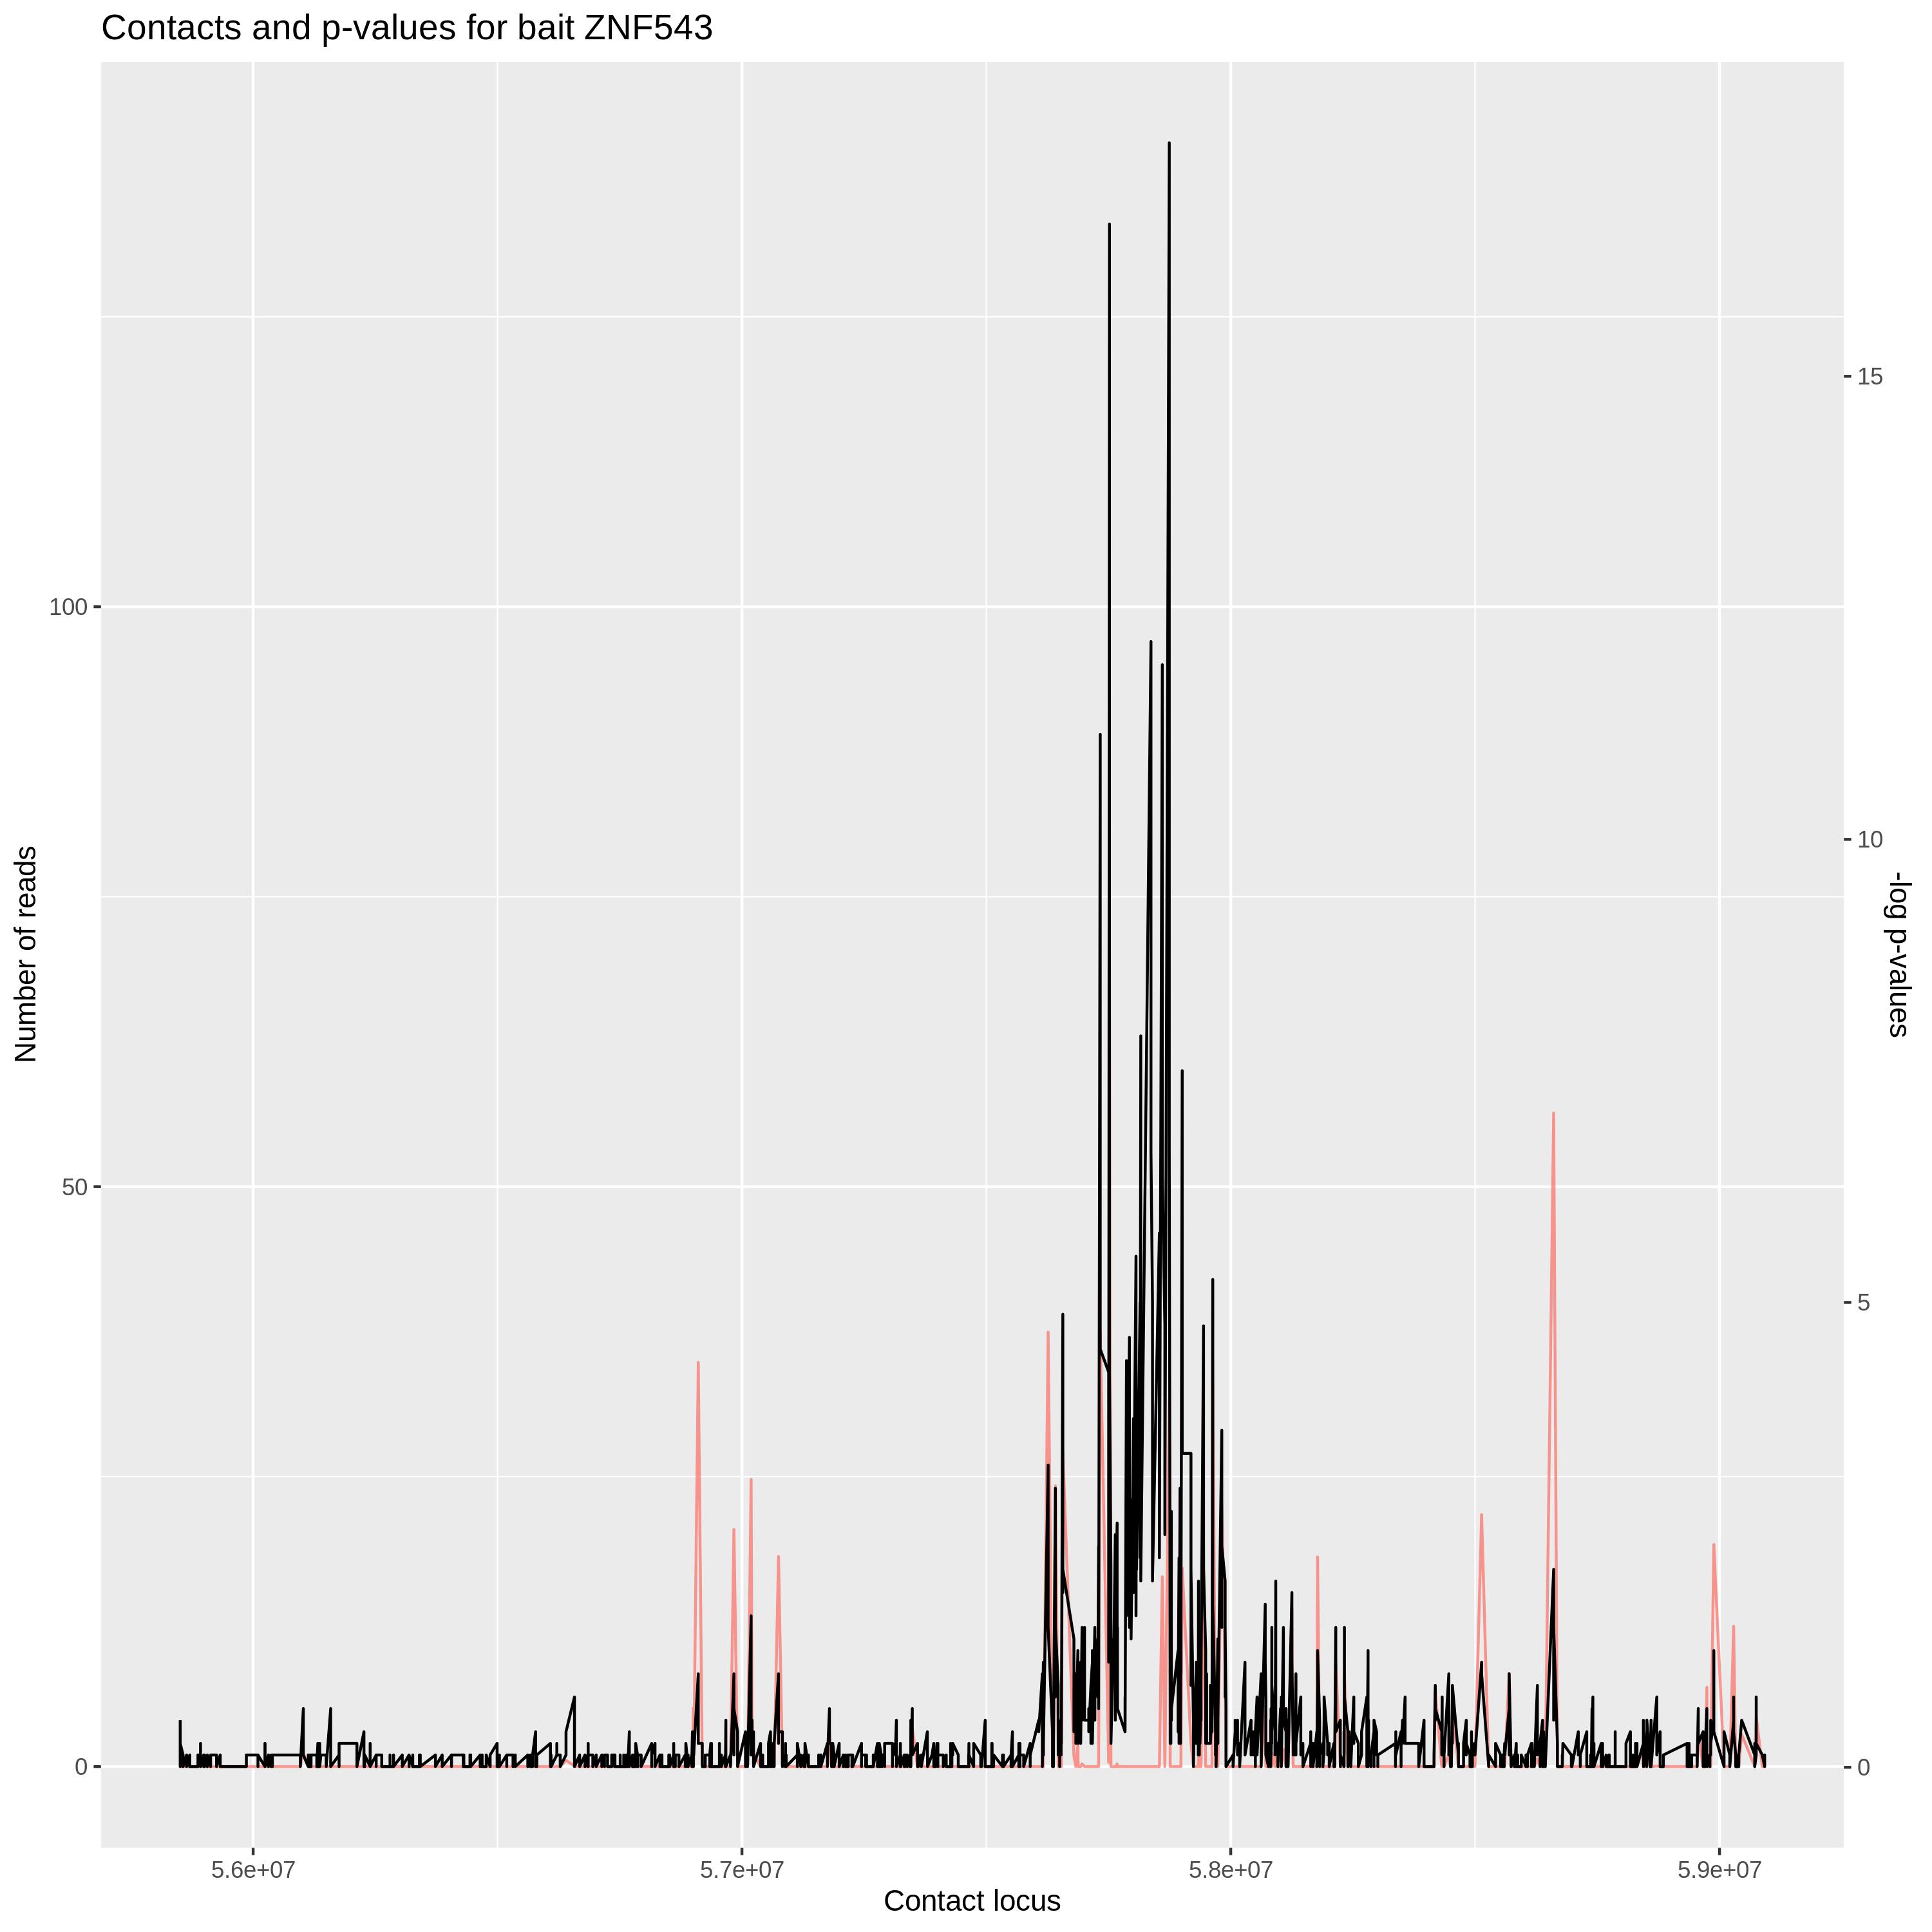 Contacts and p-values for bait ZNF543
Number of reads
100
50
0
15
10
5
0
-log p-values
5.6e+07
5.7e+07
5.8e+07
5.9e+07
Contact locus